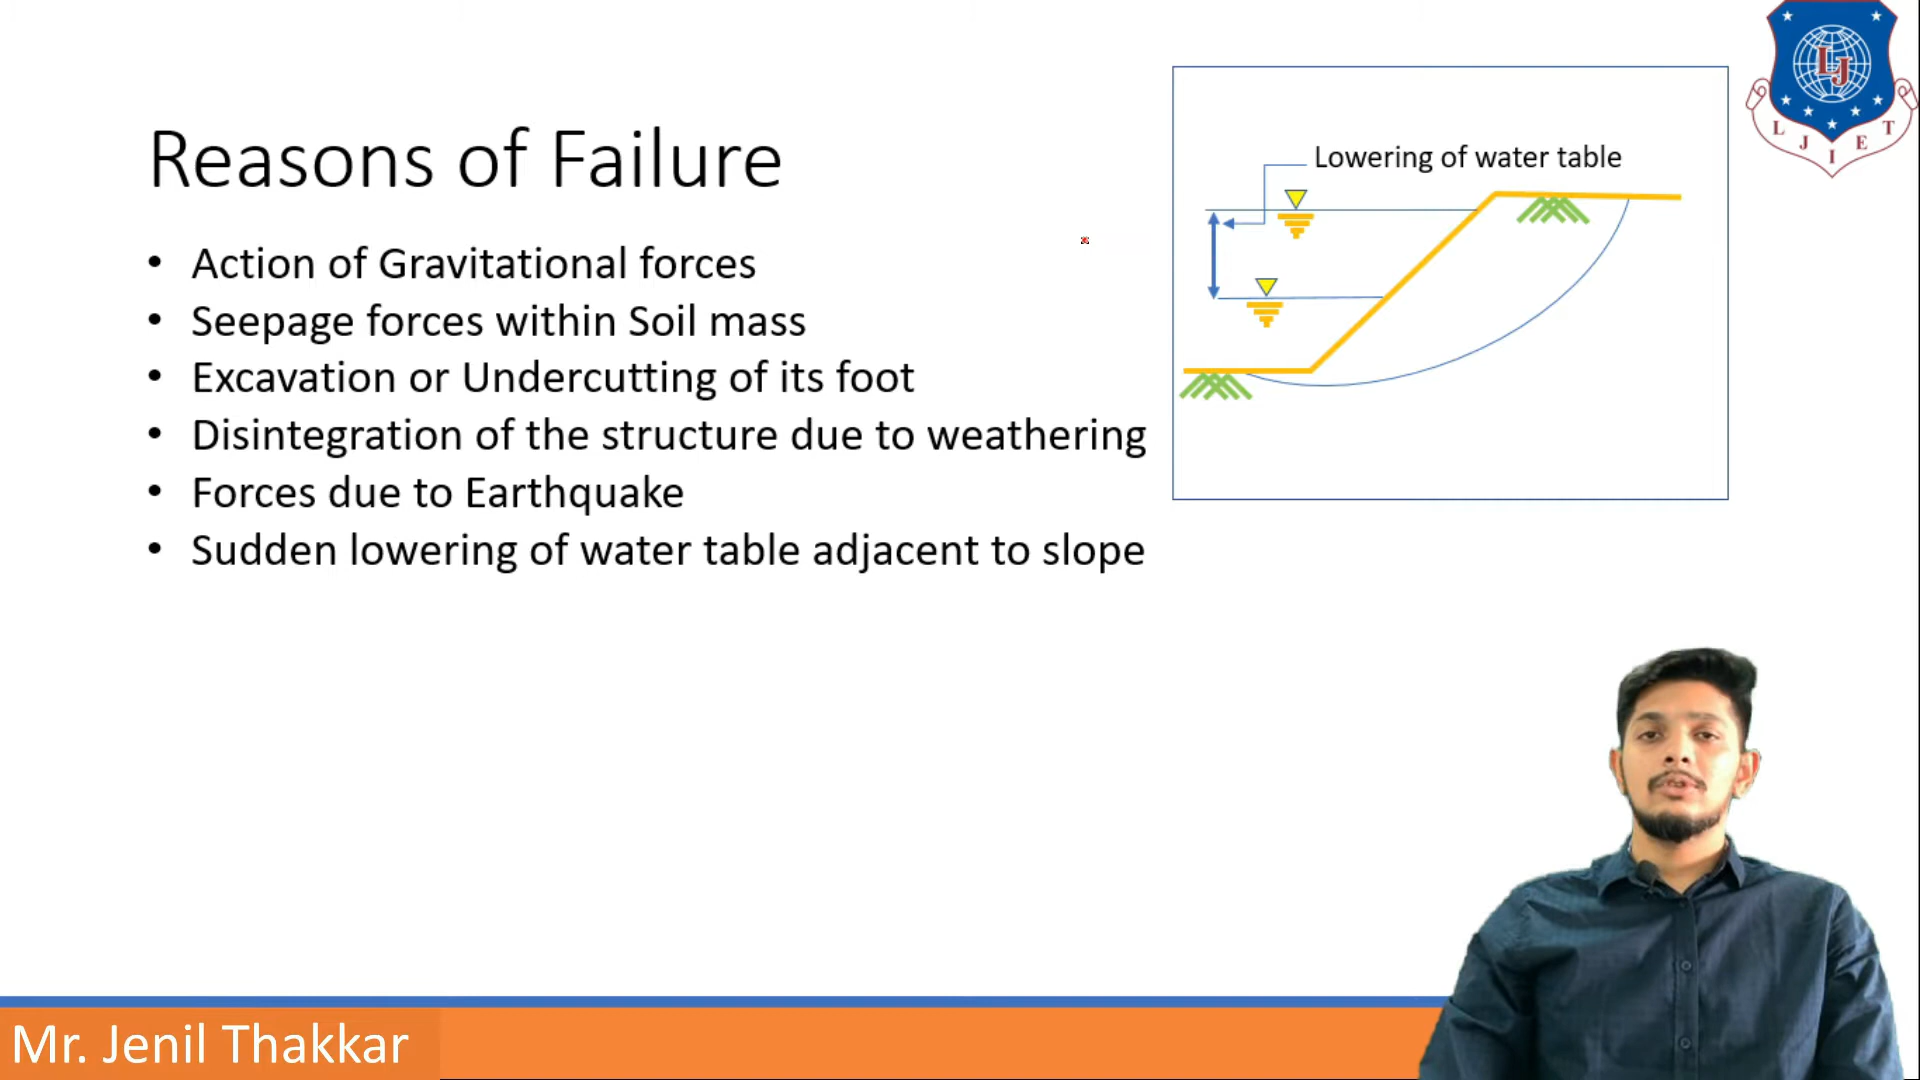 Reasons of Failure
• Action of Gravitational forces
• Seepage forces within Soil mass
• Excavation or Undercutting of its foot
• Disintegration of the structure due to weathering
• Forces due to Earthquake
• Sudden lowering of water table adjacent to slope
Lowering of water table
LJ
L J I E T
Mr. Jenil Thakkar